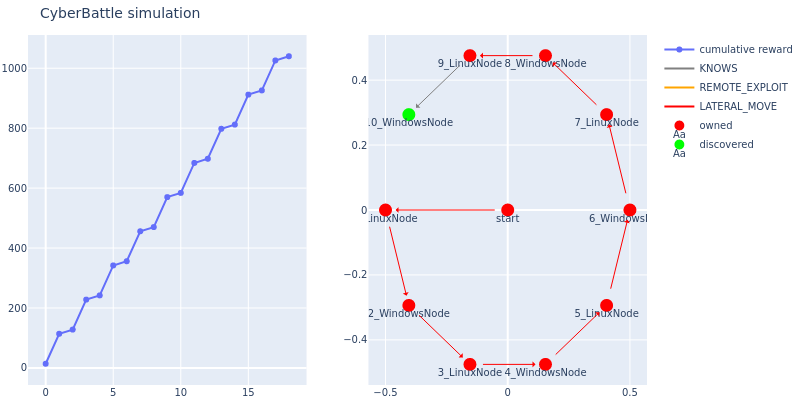 CyberBattle simulation
1000
800
600
400
200
0
0
5
10
15
0.4
0.2
0
−0.2
−0.4
−0.5
0
0.5
9_LinuxNode
8_WindowsNode
.0_WindowsNode
7_LinuxNode
LinuxNode
start
6_Windows
2_WindowsNode
5_LinuxNode
3_LinuxNode
4_WindowsNode
cumulative reward
KNOWS
REMOTE_EXPLOIT
LATERAL_MOVE
owned
Aa
discovered
Aa